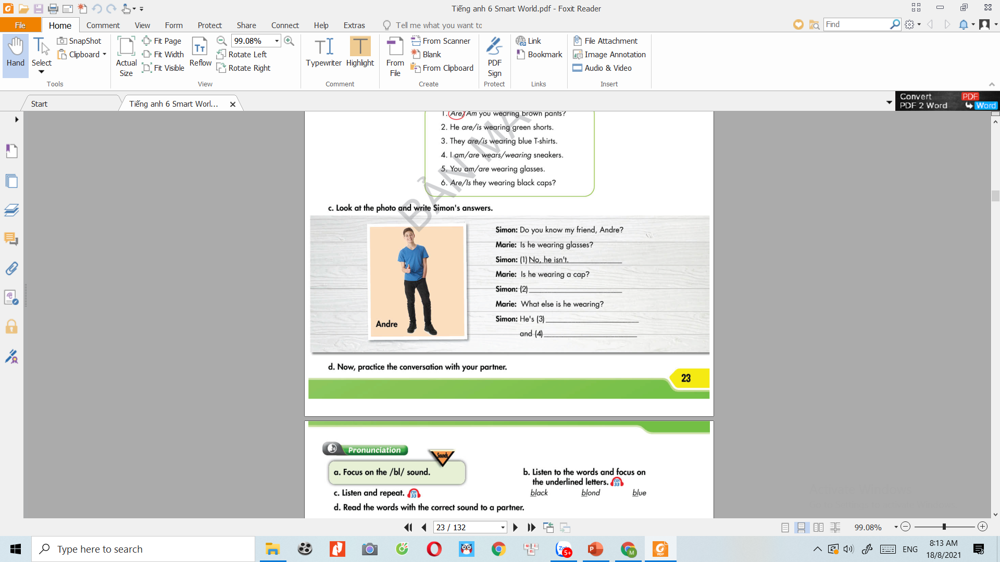 Tiếng anh 6 Smart World.pdf - Foxit Reader
File Home Comment View Form Protect Share Connect Help Extras Tell me what you want to Find
Hand
Select
SnapShot
Clipboard
Tools
Actual Size
Fit Page
Fit Width
Fit Visible
Reflow
99.08%
Rotate Left
Rotate Right
View
Typewriter
Highlight
Comment
From File
From Scanner
Blank
From Clipboard
Create
PDF Sign
Protect
Link
Bookmark
Links
File Attachment
Image Annotation
Audio & Video
Insert
Start
Tiếng anh 6 Smart Worl...
Convert PDF
PDF 2 Word Word
1. Are/ Am you wearing brown pants?
2. He are/is wearing green shorts.
3. They are/is wearing blue T-shirts.
4. I am/are wears/wearing sneakers.
5. You am/are wearing glasses.
6. Are/Is they wearing black caps?
BẢN MẪ
c. Look at the photo and write Simon's answers.
Andre
Simon: Do you know my friend, Andre?
Marie: Is he wearing glasses?
Simon: (1) No, he isn't.
Marie: Is he wearing a cap?
Simon: (2)
Marie: What else is he wearing?
Simon: He's (3)
and (4)
d. Now, practice the conversation with your partner.
23
Pronunciation
Sounds
a. Focus on the /bl/ sound.
b. Listen to the words and focus on
the underlined letters. CD1 33
black blond blue
c. Listen and repeat. CD1 33
d. Read the words with the correct sound to a partner.
23 / 132
99.08%
Type here to search
5+
ENG
8:13 AM
18/8/2021